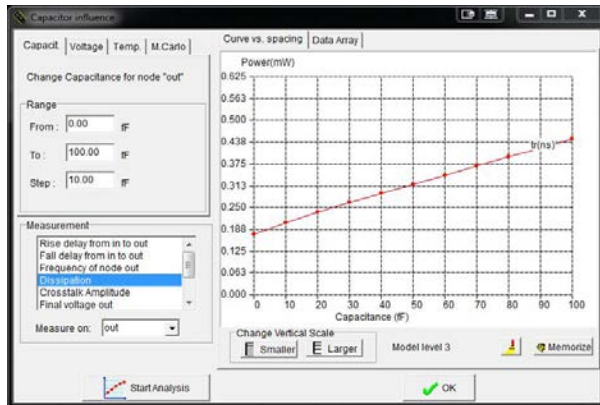 Capacitor influence
Capacit. Voltage Temp. M.Carlo
Change Capacitance for node "out"
Range
From : 0.00 fF
To : 100.00 fF
Step : 10.00 fF
Measurement
Rise delay from in to out
Fall delay from in to out
Frequency of node out
Dissipation
Crosstalk Amplitude
Final voltage out
Measure on: out
Start Analysis
Curve vs. spacing Data Array
Power(mW)
0.625
0.563
0.500
0.438
0.375
0.313
0.250
0.188
0.125
0.063
0.000
tr(ns)
0 10 20 30 40 50 60 70 80 90 100
Capacitance (fF)
Change Vertical Scale
Smaller Larger
Model level 3
Memorize
OK